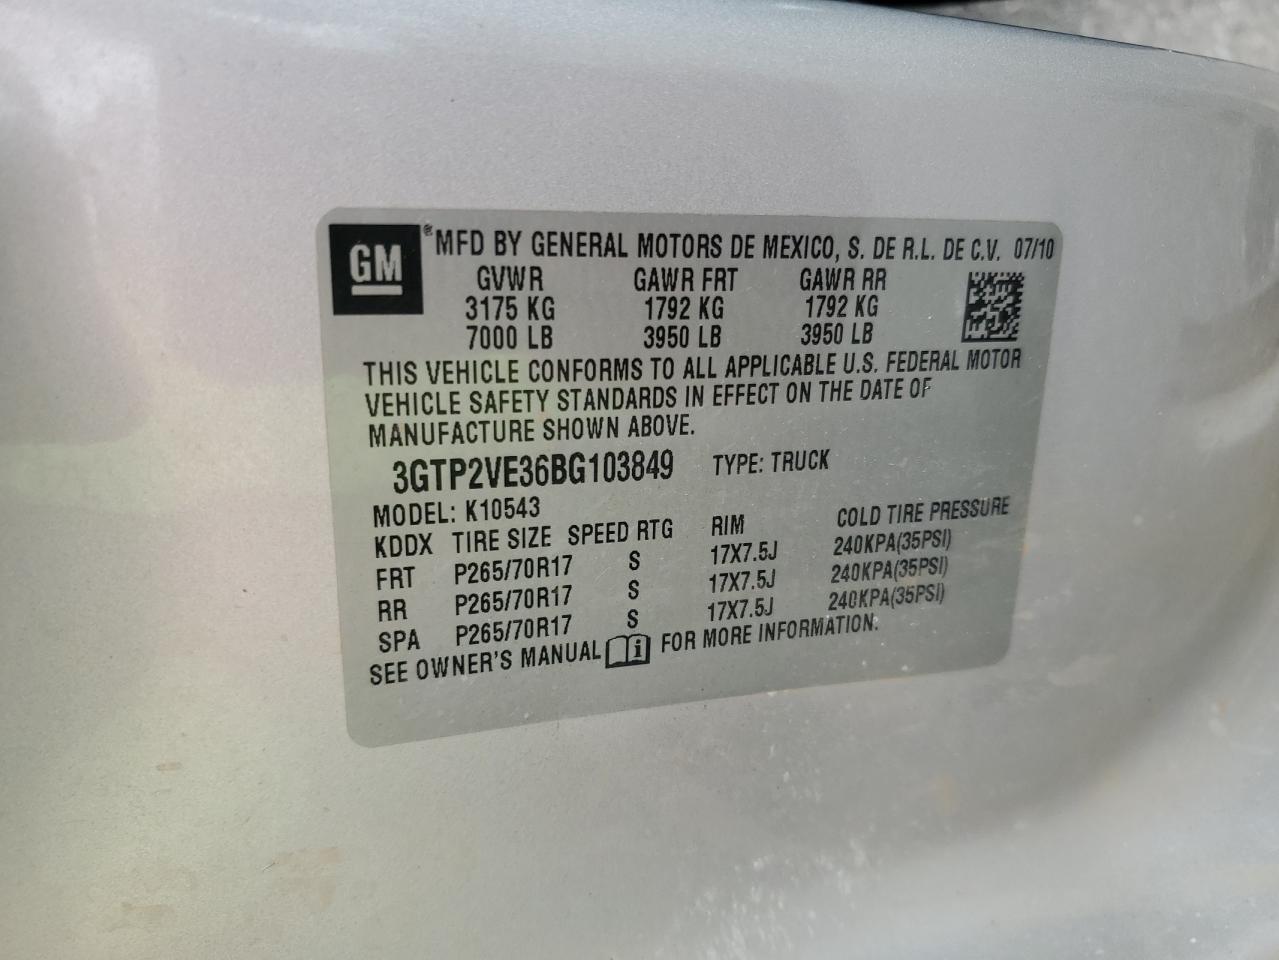 GM ® MFD BY GENERAL MOTORS DE MEXICO, S. DE R.L. DE C.V. 07/10
GVWR GAWR FRT GAWR RR
3175 KG 1792 KG 1792 KG
7000 LB 3950 LB 3950 LB
THIS VEHICLE CONFORMS TO ALL APPLICABLE U.S. FEDERAL MOTOR
VEHICLE SAFETY STANDARDS IN EFFECT ON THE DATE OF
MANUFACTURE SHOWN ABOVE.
3GTP2VE36BG103849 TYPE: TRUCK
MODEL: K10543
KDDX TIRE SIZE SPEED RTG RIM COLD TIRE PRESSURE
FRT P265/70R17 S 17X7.5J 240KPA(35PSI)
RR P265/70R17 S 17X7.5J 240KPA(35PSI)
SPA P265/70R17 S 17X7.5J 240KPA(35PSI)
SEE OWNER'S MANUAL i FOR MORE INFORMATION.